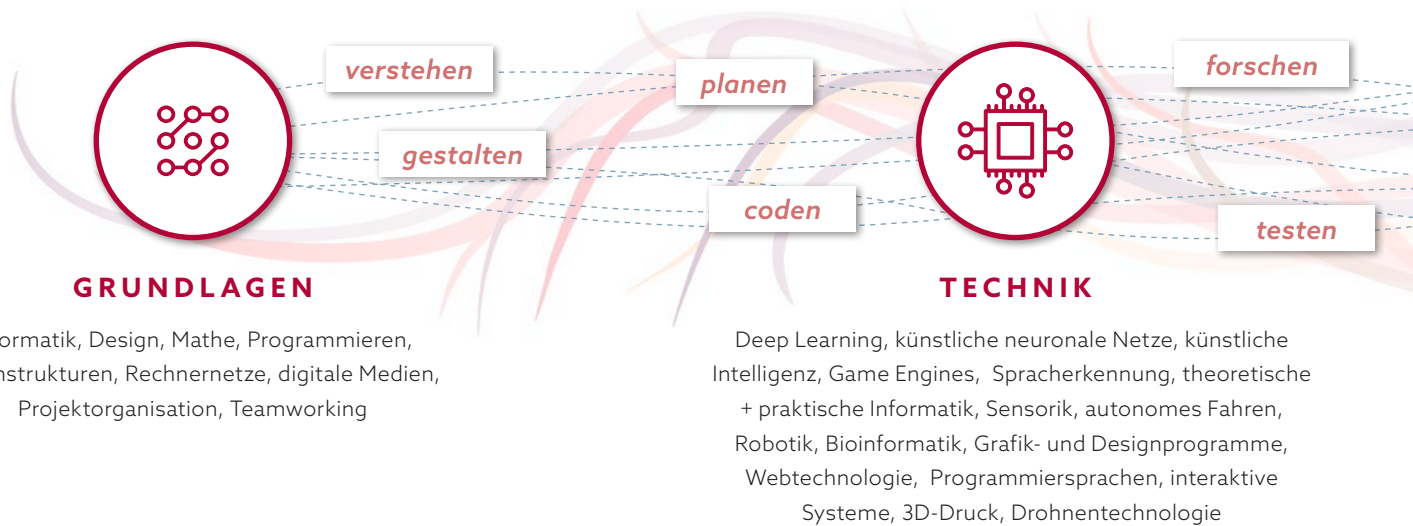 verstehen
planen
forschen
gestalten
coden
testen
GRUNDLAGEN
ormatik, Design, Mathe, Programmieren,
nstrukturen, Rechnernetze, digitale Medien,
Projektorganisation, Teamworking
TECHNIK
Deep Learning, künstliche neuronale Netze, künstliche
Intelligenz, Game Engines, Spracherkennung, theoretische
+ praktische Informatik, Sensorik, autonomes Fahren,
Robotik, Bioinformatik, Grafik- und Designprogramme,
Webtechnologie, Programmiersprachen, interaktive
Systeme, 3D-Druck, Drohnentechnologie